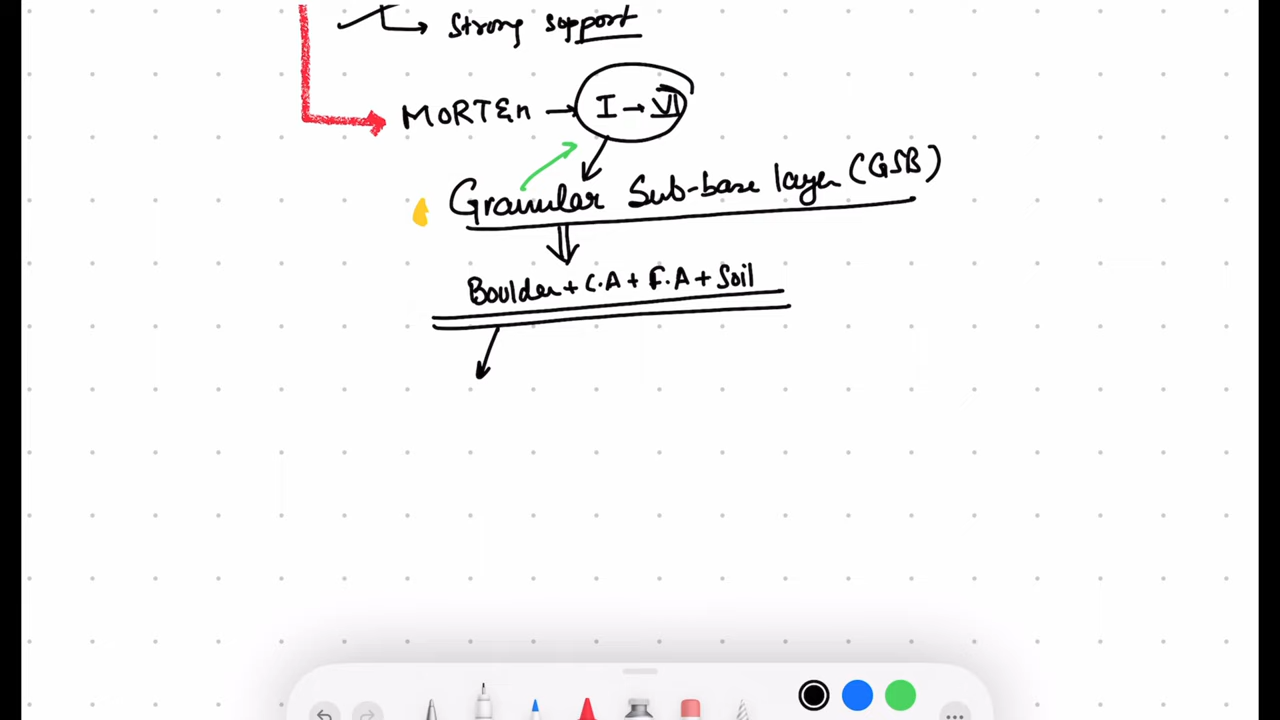 Strong support
MORTEn → I → VI
Granular Sub-base layer (GSB)
Boulder + C.A + F.A + Soil